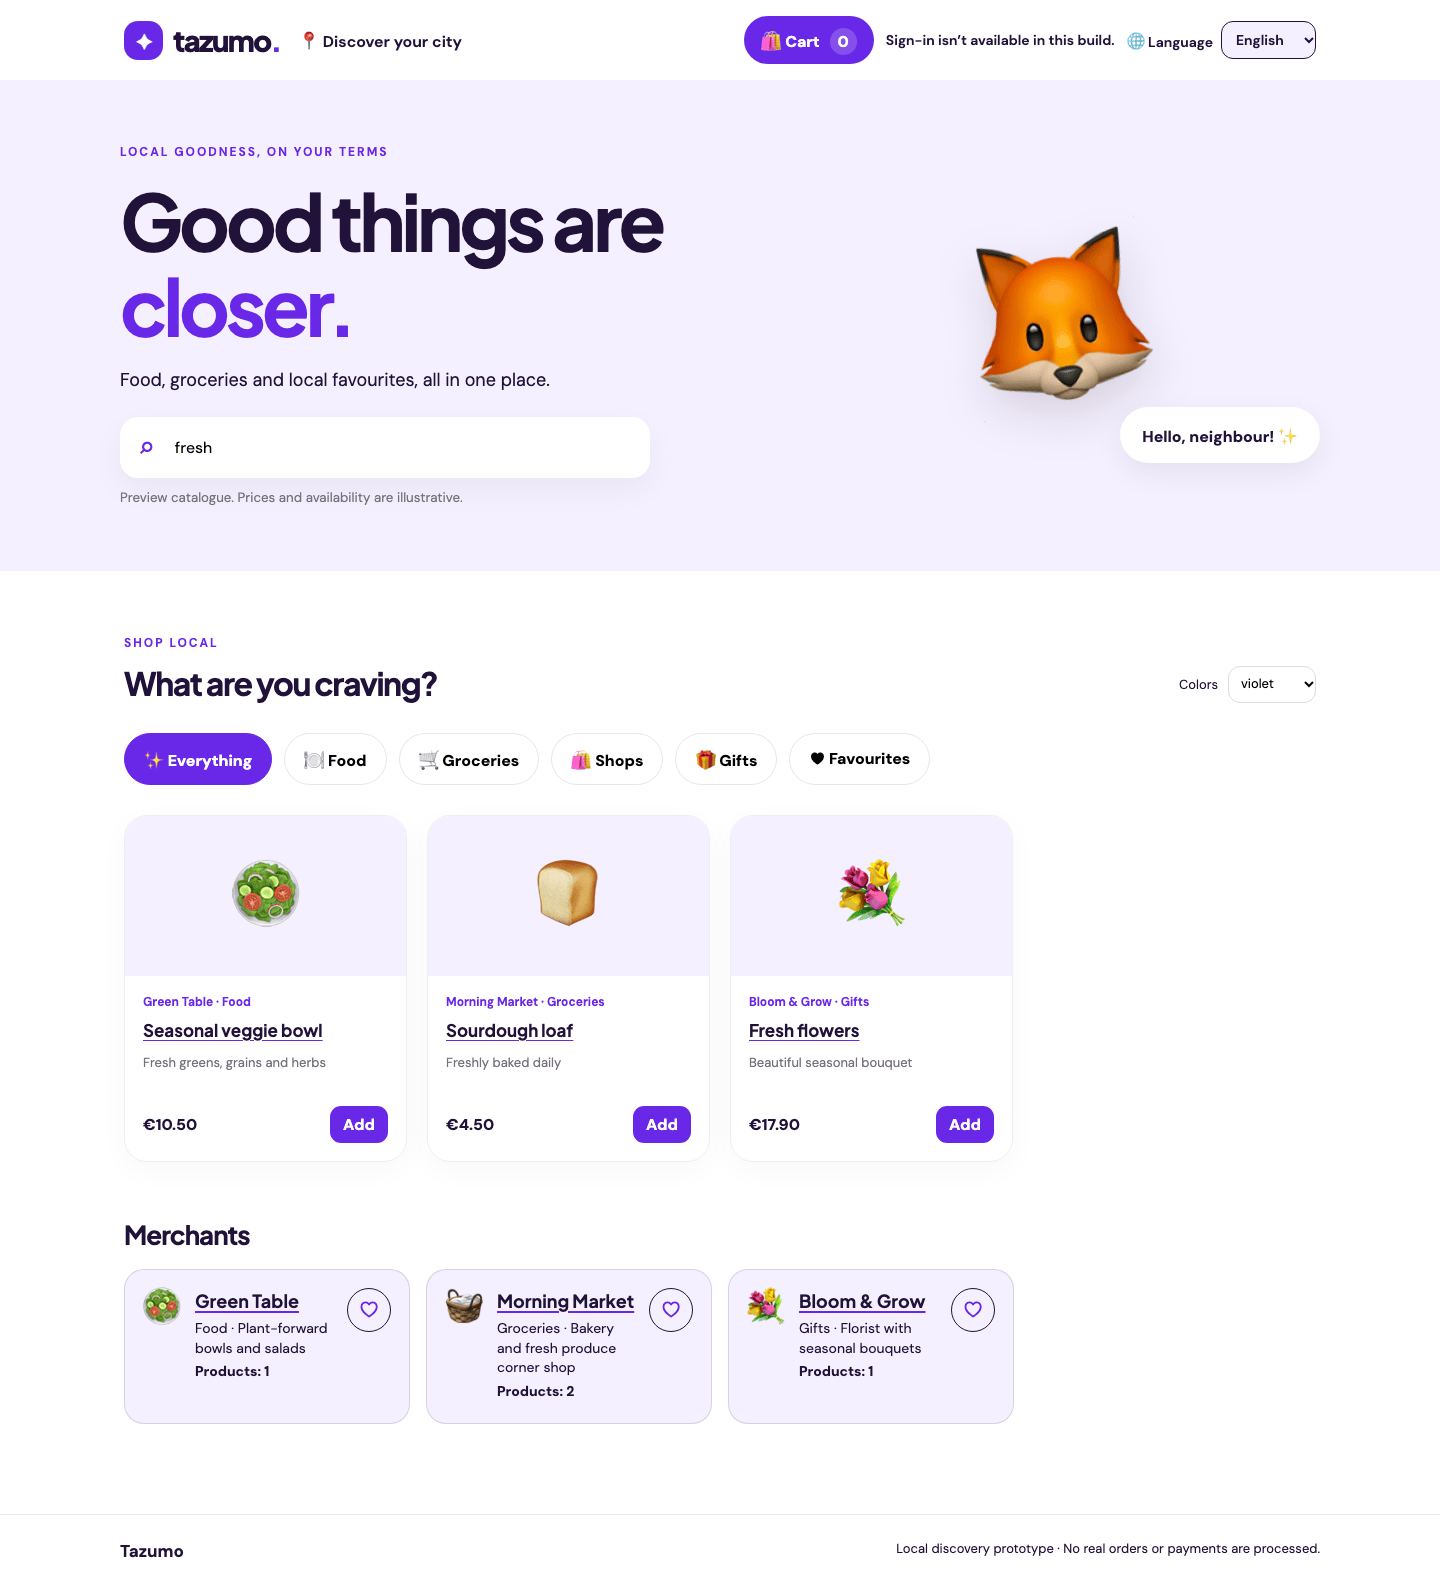 tazumo.
Discover your city
Cart 0
Sign-in isn’t available in this build.
Language
English
LOCAL GOODNESS, ON YOUR TERMS
Good things are
closer.
Food, groceries and local favourites, all in one place.
fresh
Preview catalogue. Prices and availability are illustrative.
Hello, neighbour! ✨
SHOP LOCAL
What are you craving?
Colors
violet
✨ Everything
🍽️ Food
🛒 Groceries
🛍️ Shops
🎁 Gifts
♥ Favourites
Green Table · Food
Seasonal veggie bowl
Fresh greens, grains and herbs
€10.50
Add
Morning Market · Groceries
Sourdough loaf
Freshly baked daily
€4.50
Add
Bloom & Grow · Gifts
Fresh flowers
Beautiful seasonal bouquet
€17.90
Add
Merchants
Green Table
Food · Plant-forward
bowls and salads
Products: 1
Morning Market
Groceries · Bakery
and fresh produce
corner shop
Products: 2
Bloom & Grow
Gifts · Florist with
seasonal bouquets
Products: 1
Tazumo
Local discovery prototype · No real orders or payments are processed.